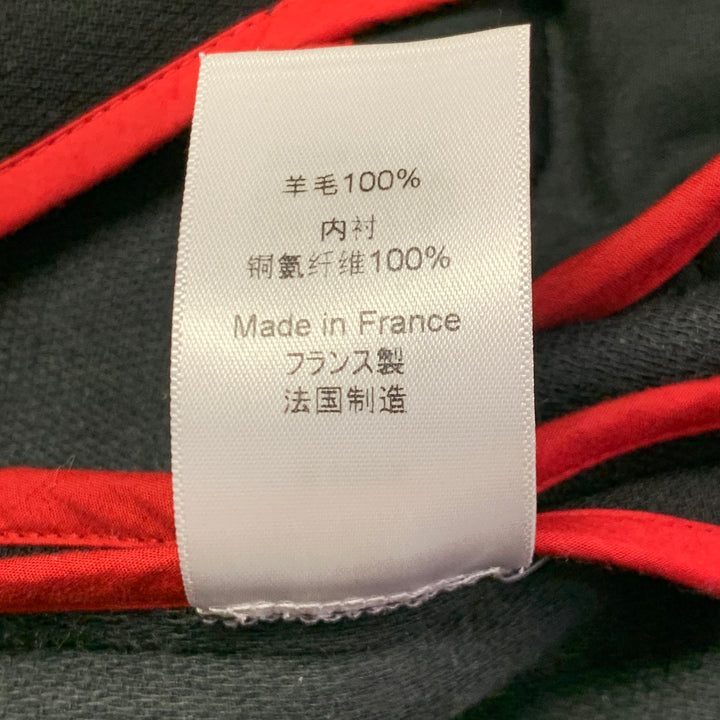 羊毛100%
内衬
铜氨纤维100%
Made in France
フランス製
法国制造